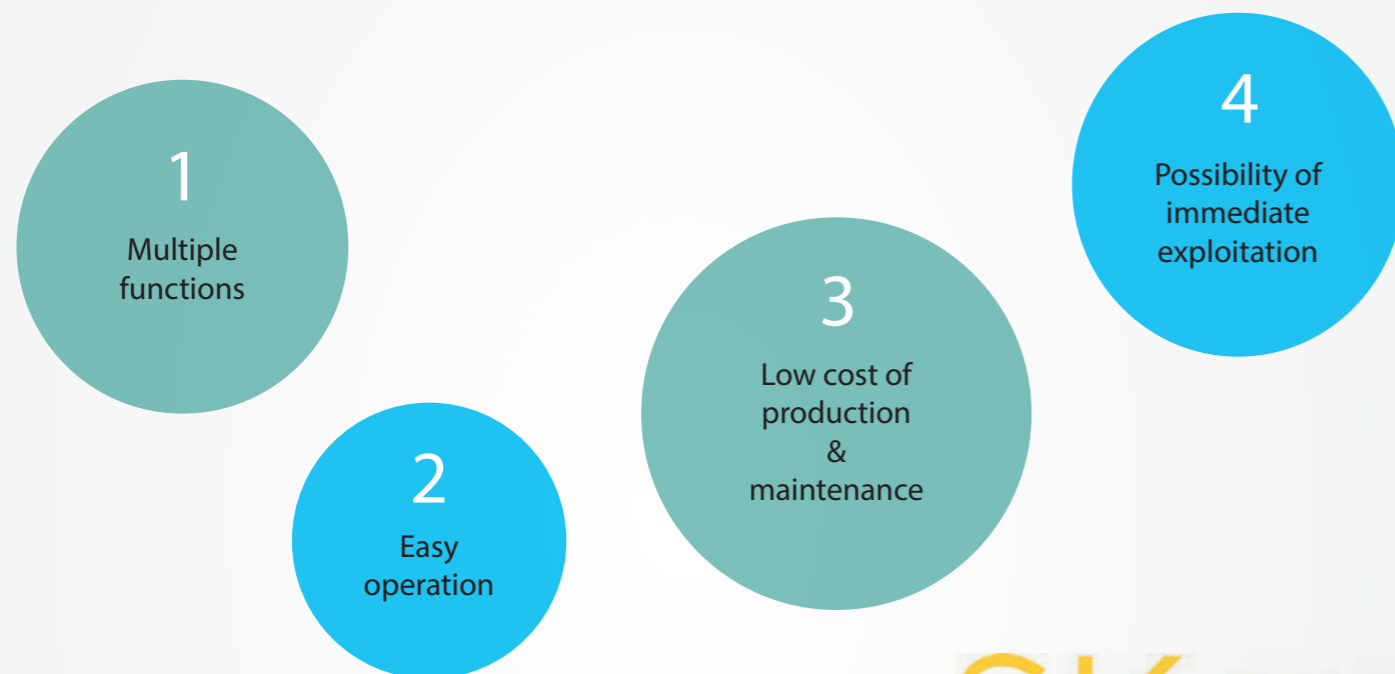 1
Multiple
functions
2
Easy
operation
3
Low cost of
production
&
maintenance
4
Possibility of
immediate
exploitation